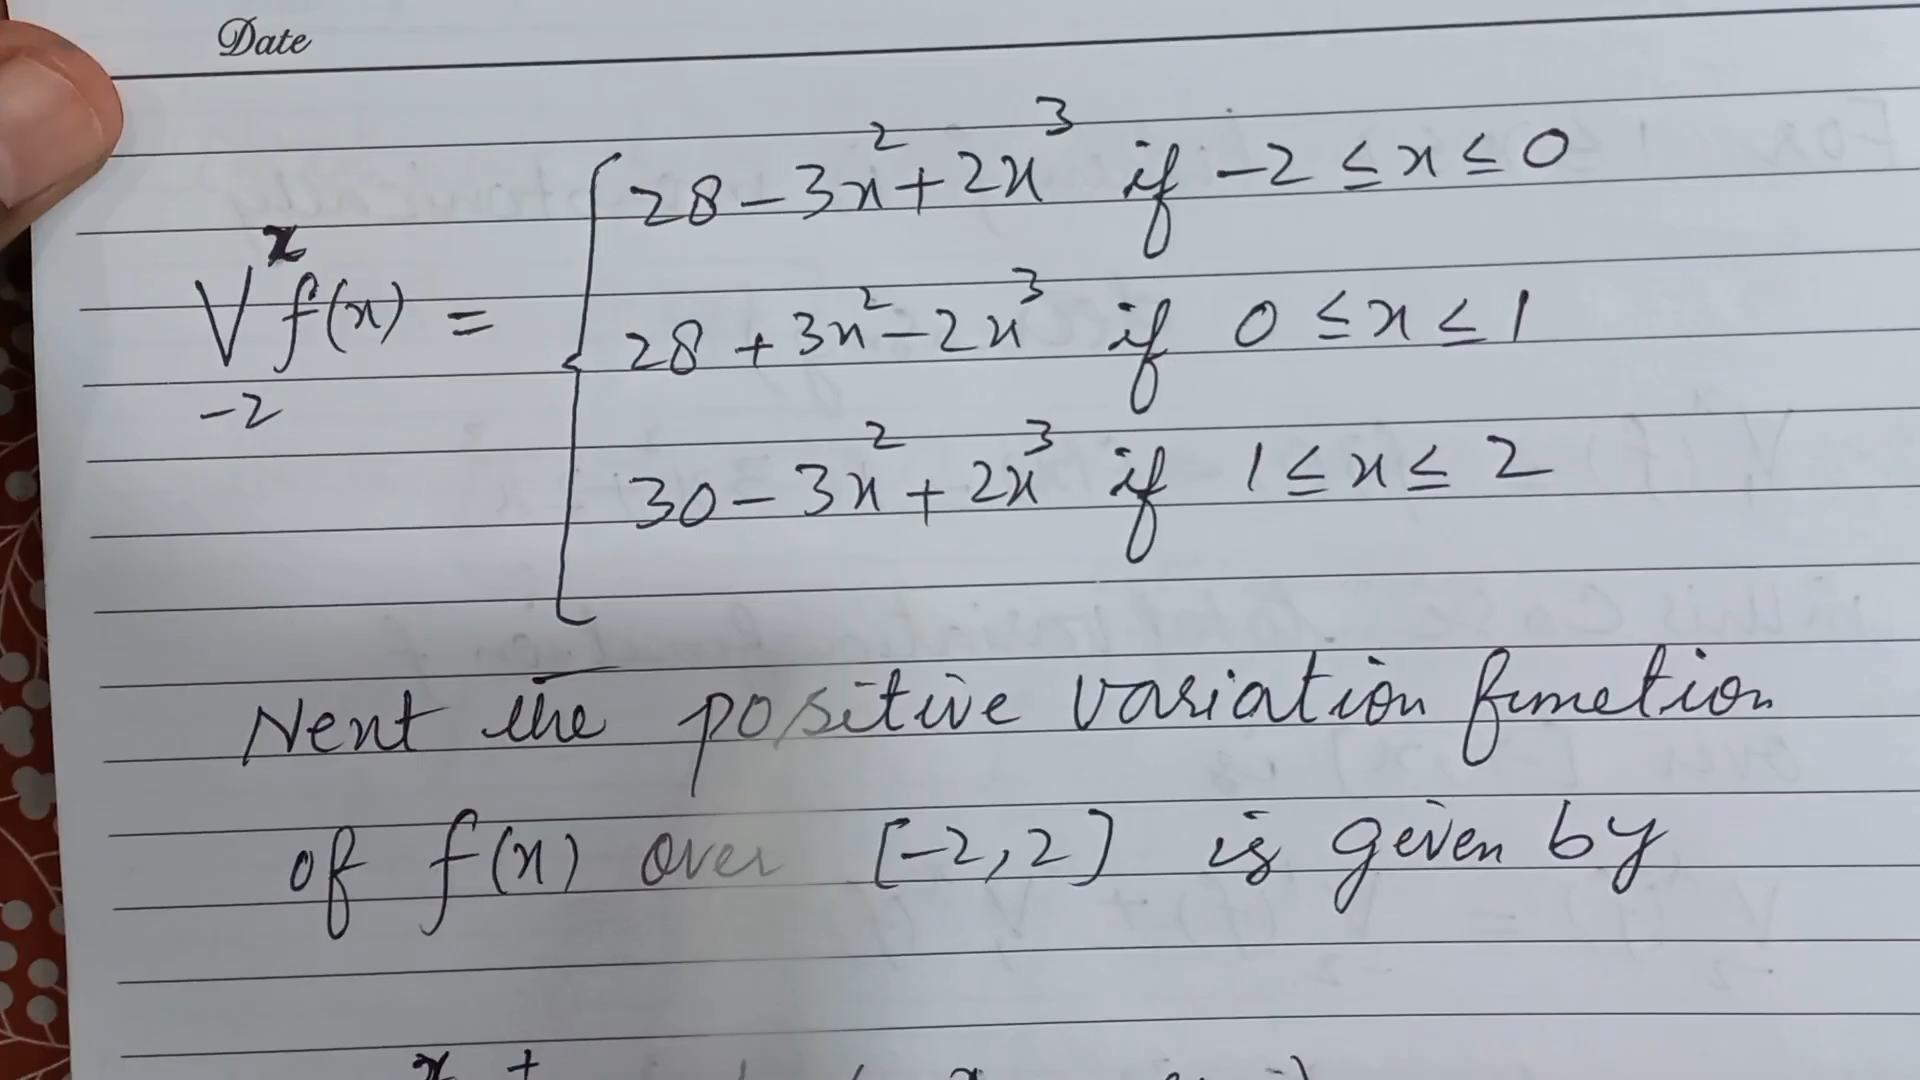 Date
V^x_{-2} f(x) = { 28 - 3x² + 2x³ if -2 ≤ x ≤ 0
28 + 3x² - 2x³ if 0 ≤ x ≤ 1
30 - 3x² + 2x³ if 1 ≤ x ≤ 2
Next the positive variation function
of f(x) over [-2, 2] is given by